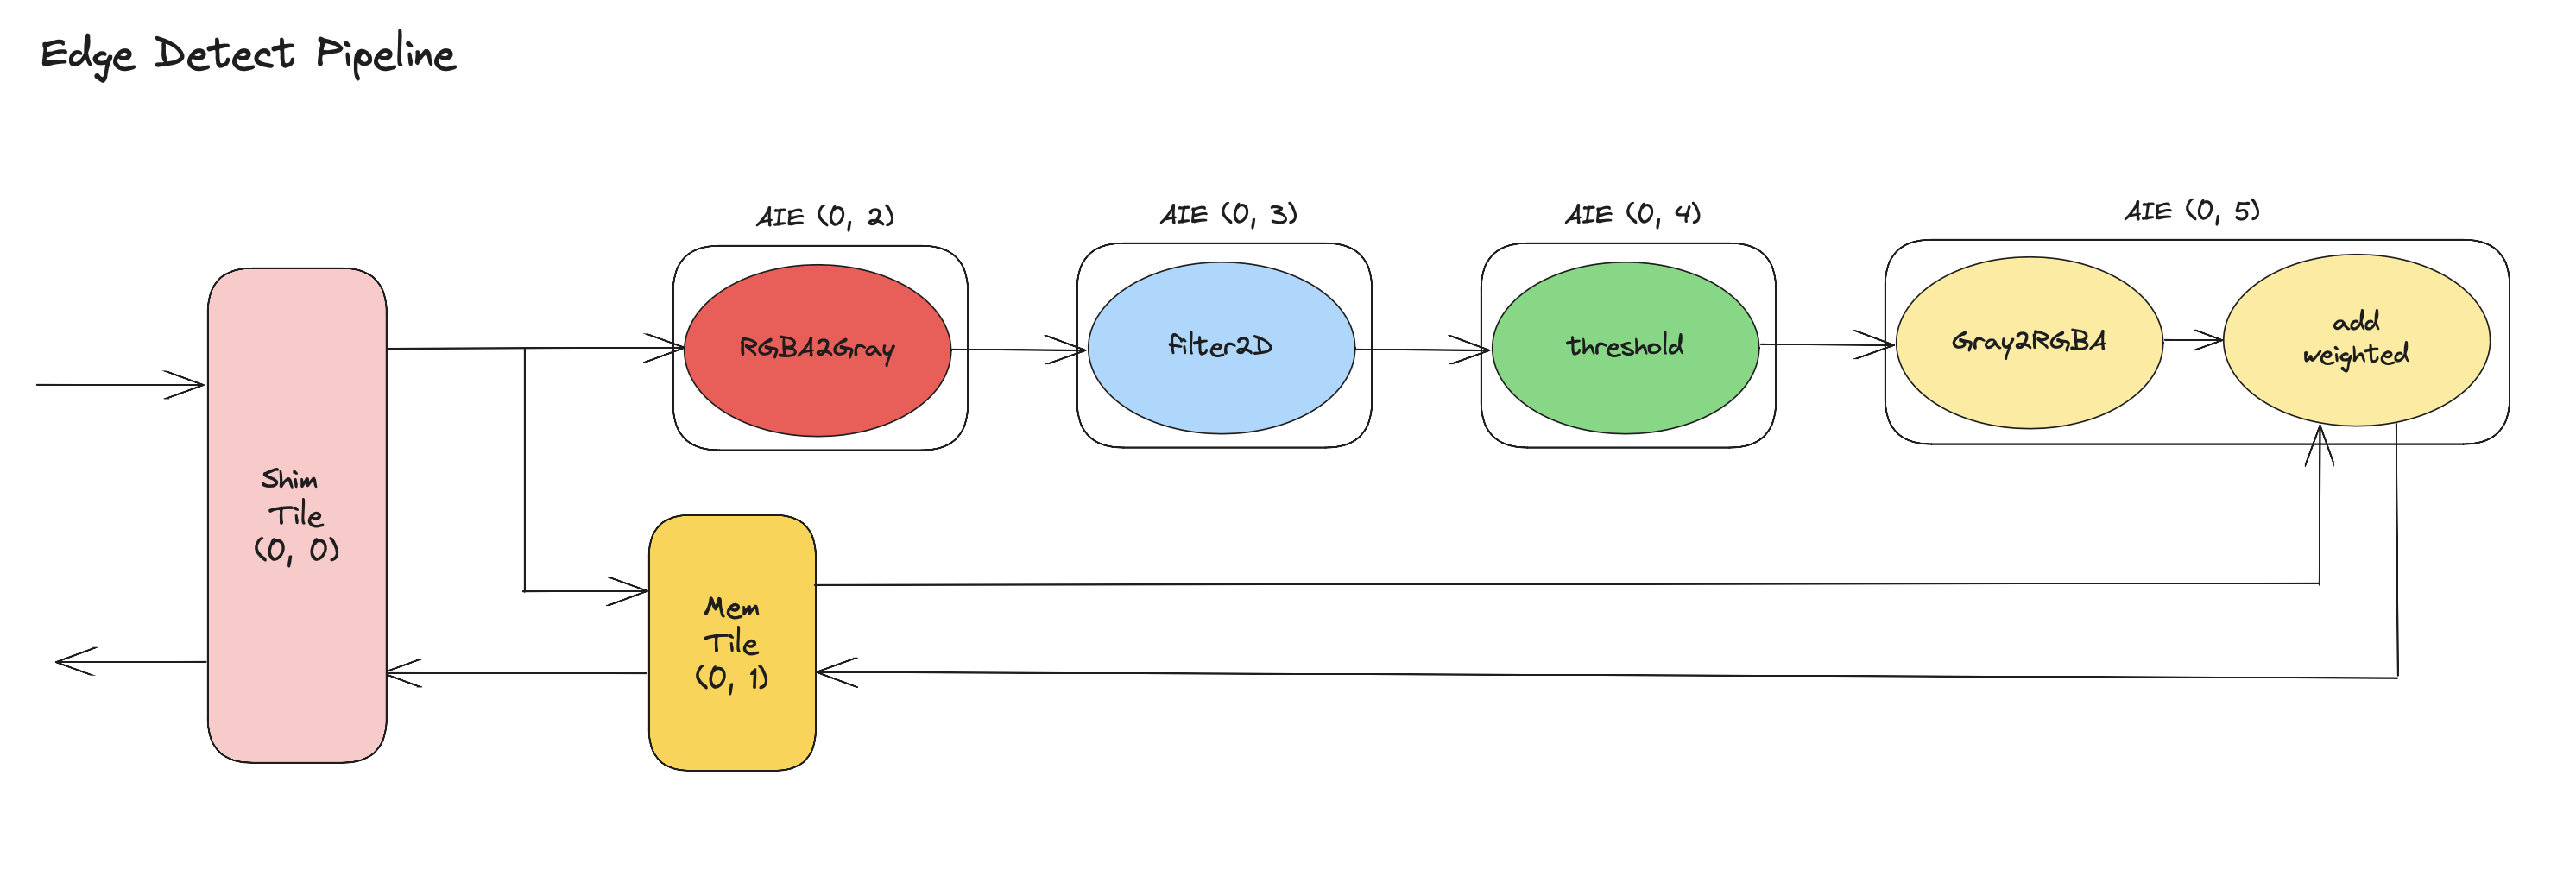 Edge Detect Pipeline
AIE (0, 2)
AIE (0, 3)
AIE (0, 4)
AIE (0, 5)
RGBA2Gray
filter2D
threshold
Gray2RGBA
add
weighted
Shim
Tile
(0, 0)
Mem
Tile
(0, 1)